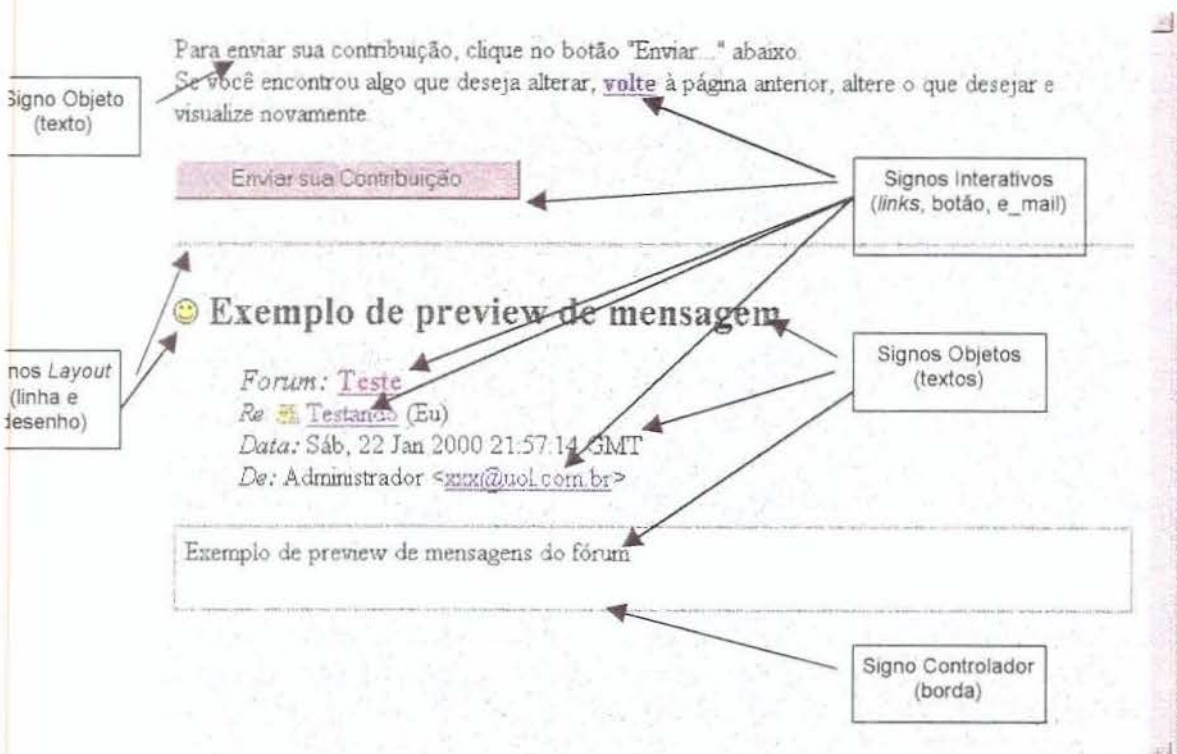 Para enviar sua contribuição, clique no botão "Enviar..." abaixo.
Se você encontrou algo que deseja alterar, volte à página anterior, altere o que desejar e
visualize novamente.
Signo Objeto
(texto)
Enviar sua Contribuição
Signos Interativos
(links, botão, e_mail)
Exemplo de preview de mensagem
Signos Objetos
(textos)
nos Layout
(linha e
desenho)
Forum: Teste
Re: Testando (Eu)
Data: Sáb, 22 Jan 2000 21:57:14 GMT
De: Administrador <xxx@uol.com.br>
Exemplo de preview de mensagens do fórum
Signo Controlador
(borda)